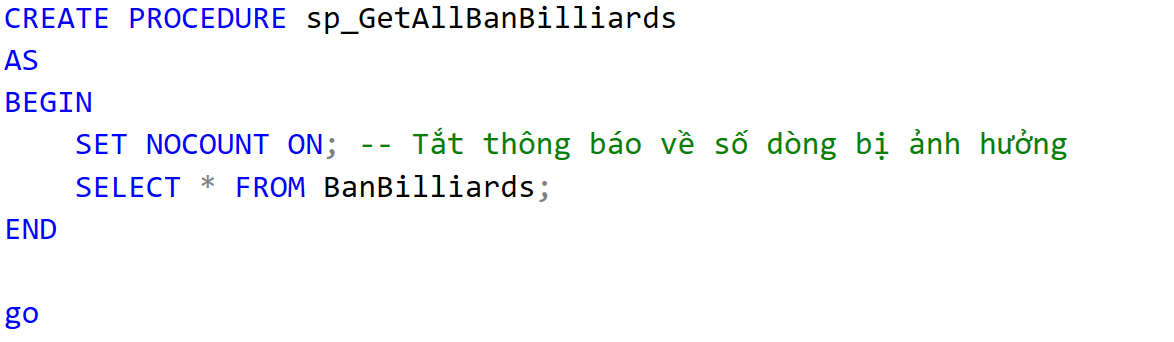 CREATE PROCEDURE sp_GetAllBanBilliards
AS
BEGIN
    SET NOCOUNT ON; -- Tắt thông báo về số dòng bị ảnh hưởng
    SELECT * FROM BanBilliards;
END
go